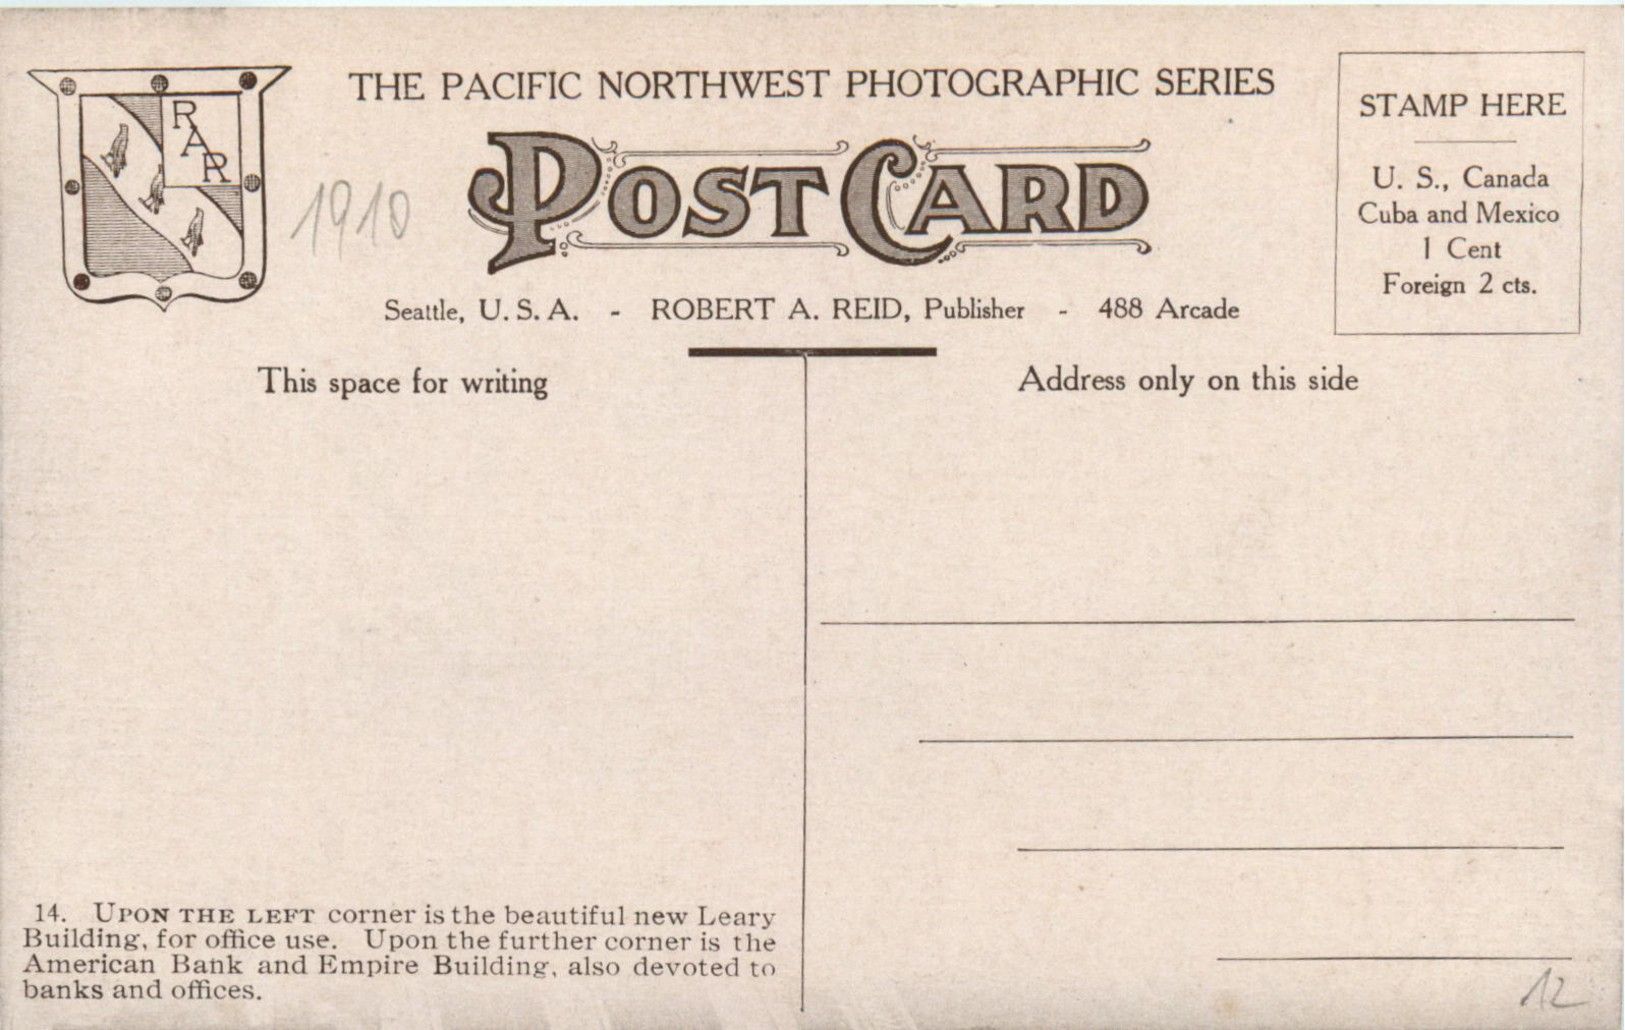 THE PACIFIC NORTHWEST PHOTOGRAPHIC SERIES
RAR
1910
POST CARD
STAMP HERE
U. S., Canada
Cuba and Mexico
1 Cent
Foreign 2 cts.
Seattle, U. S. A. - ROBERT A. REID, Publisher - 488 Arcade
This space for writing
Address only on this side
14. UPON THE LEFT corner is the beautiful new Leary
Building, for office use. Upon the further corner is the
American Bank and Empire Building, also devoted to
banks and offices.
12